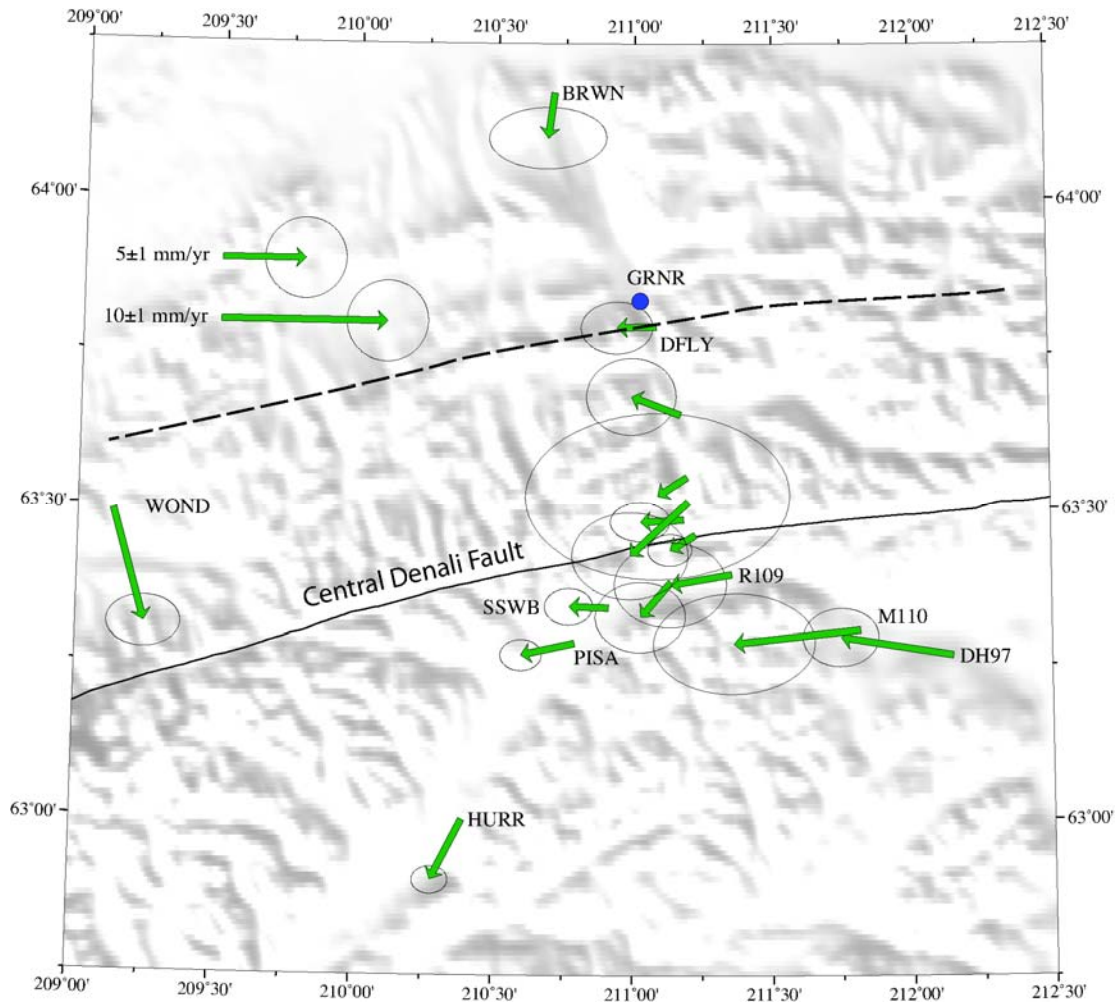 209°00' 209°30' 210°00' 210°30' 211°00' 211°30' 212°00' 212°30'
BRWN
64°00' 64°00'
5±1 mm/yr
GRNR
10±1 mm/yr
DFLY
63°30' 63°30'
WOND
Central Denali Fault
R109
SSWB
M110
PISA
DH97
63°00' 63°00'
HURR
209°00' 209°30' 210°00' 210°30' 211°00' 211°30' 212°00' 212°30'